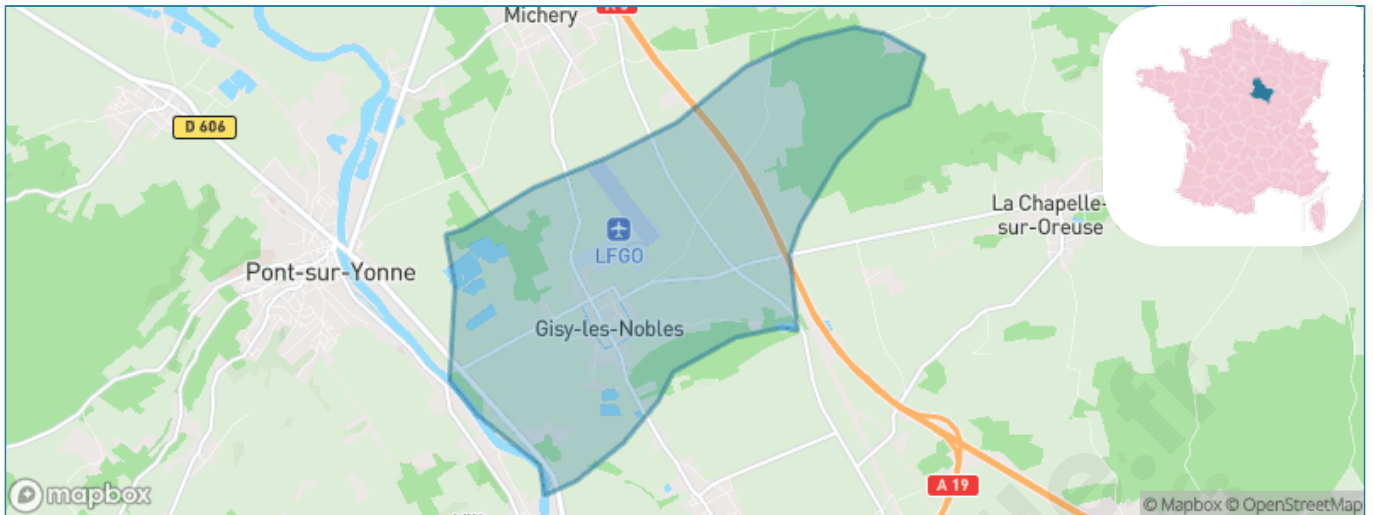 Michery
D 606
La Chapelle-
sur-Oreuse
LFGO
Pont-sur-Yonne
Gisy-les-Nobles
A 19
mapbox
© Mapbox © OpenStreetMap